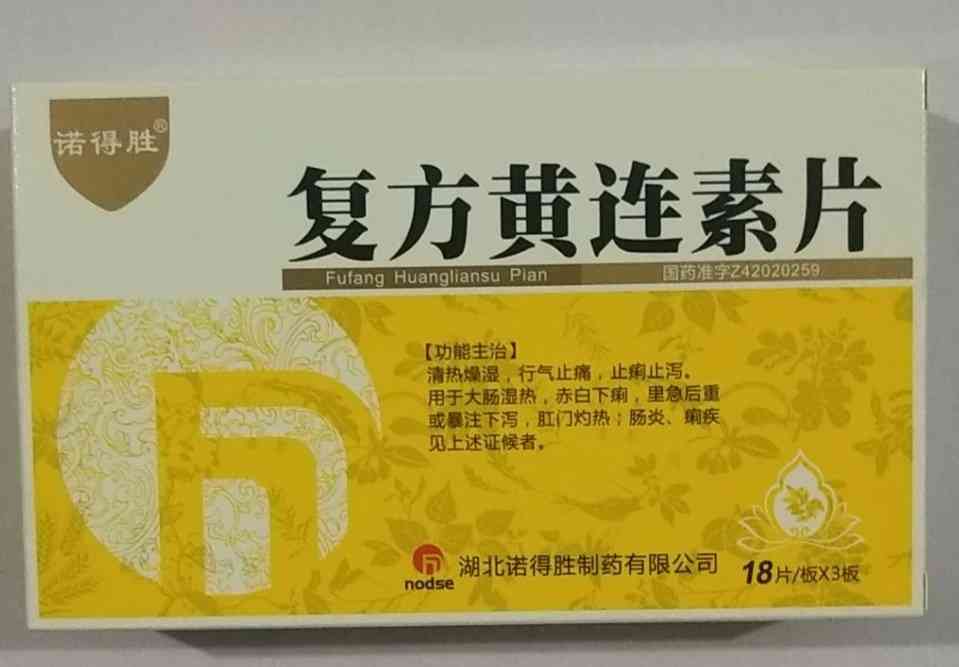 诺得胜®
复方黄连素片
Fufang Huangliansu Pian 国药准字Z42020259
【功能主治】
清热燥湿，行气止痛，止痢止泻。
用于大肠湿热，赤白下痢，里急后重
或暴注下泻，肛门灼热；肠炎、痢疾
见上述证候者。
nodse 湖北诺得胜制药有限公司 18片/板X3板